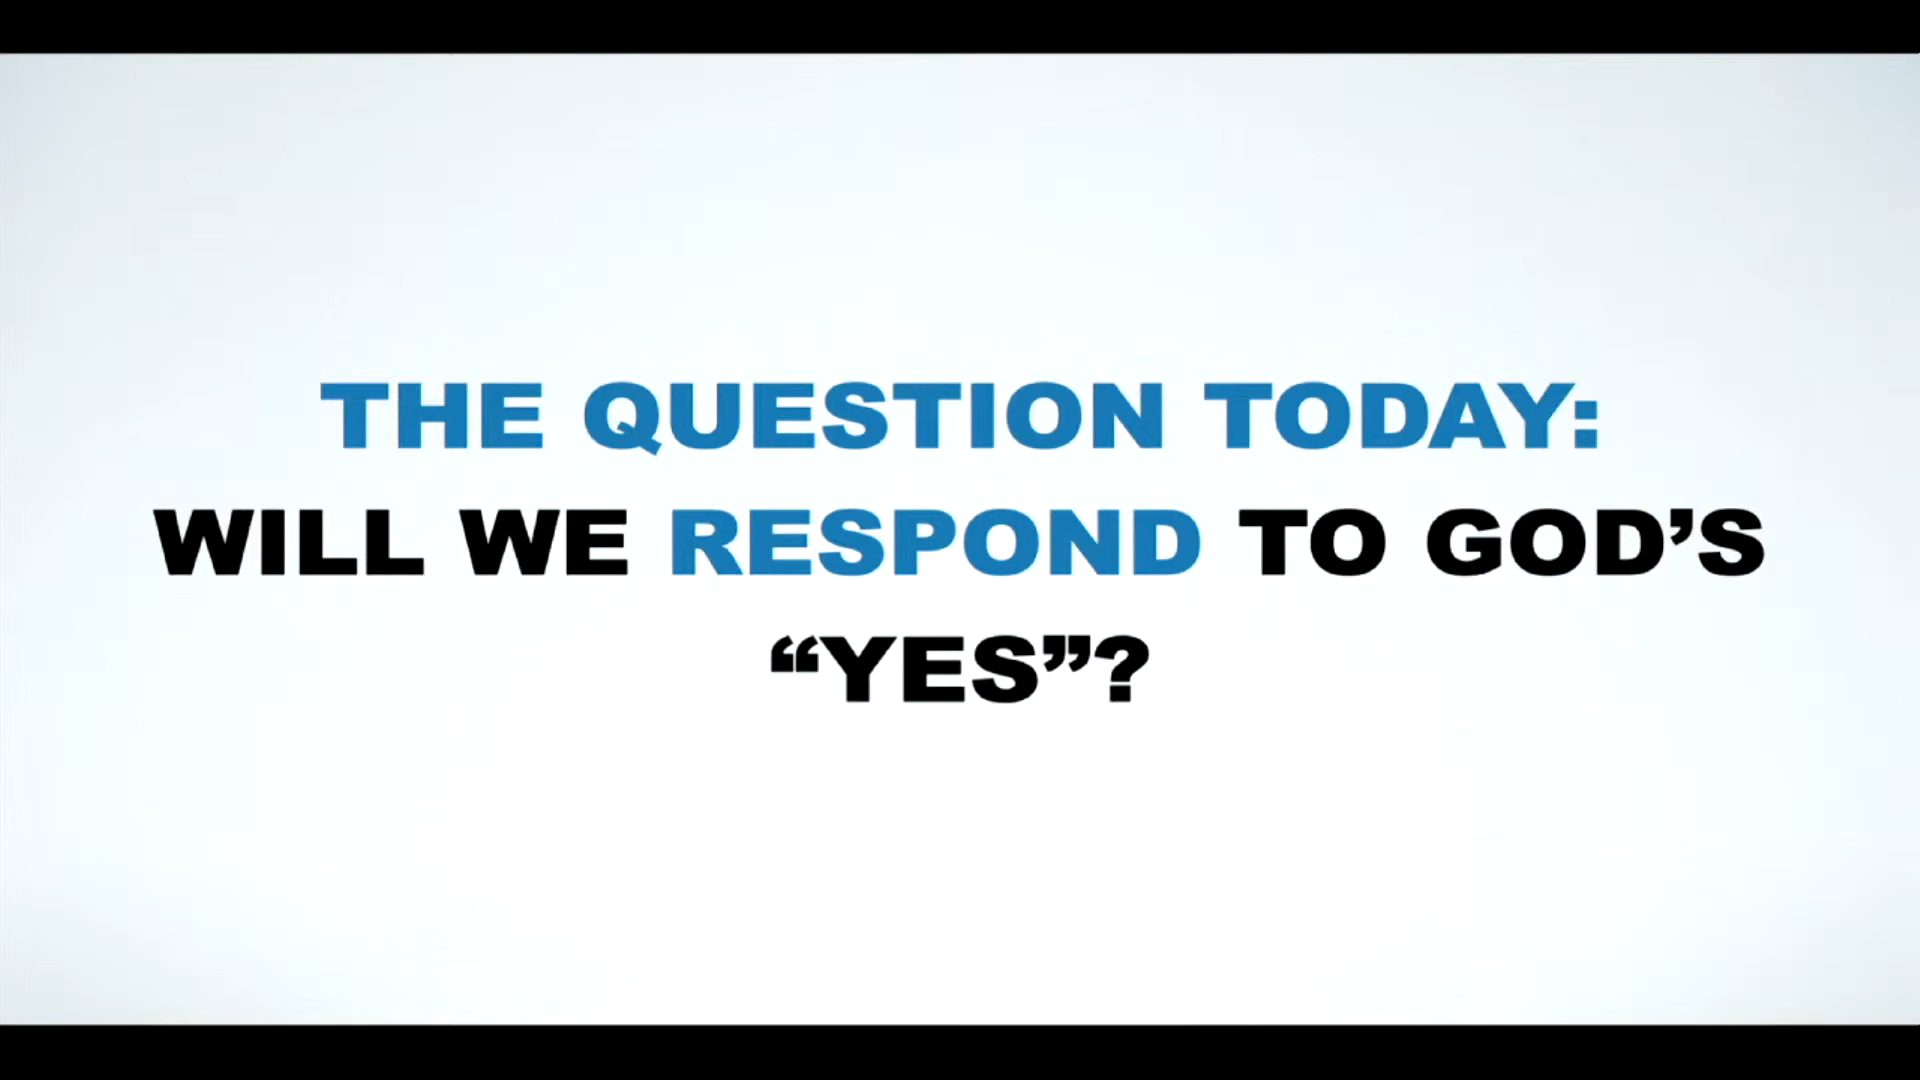 THE QUESTION TODAY:
WILL WE RESPOND TO GOD’S
“YES”?